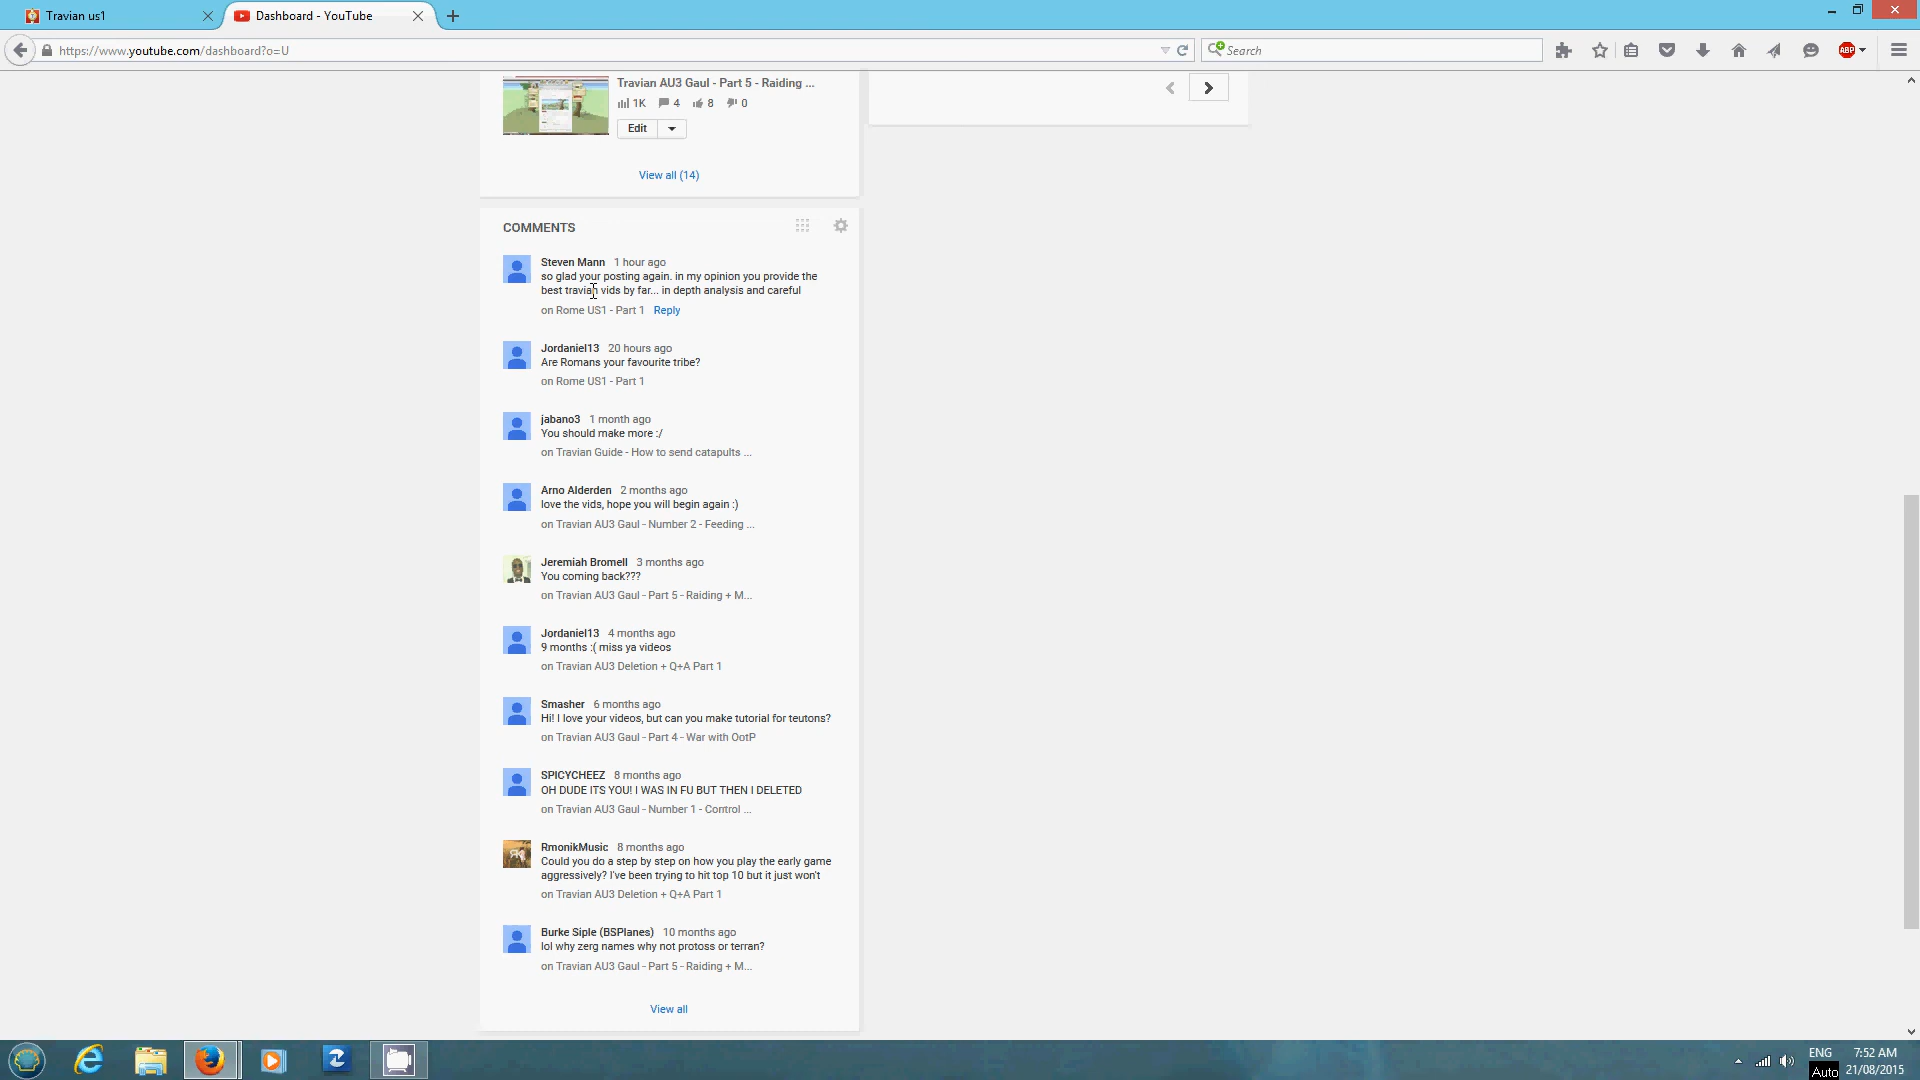 Travian us1
Dashboard - YouTube
https://www.youtube.com/dashboard?o=U
Search
ABP
Travian AU3 Gaul - Part 5 - Raiding ...
1K 4 8 0
Edit
View all (14)
COMMENTS
Steven Mann 1 hour ago
so glad your posting again. in my opinion you provide the
best travian vids by far... in depth analysis and careful
on Rome US1 - Part 1 Reply
Jordaniel13 20 hours ago
Are Romans your favourite tribe?
on Rome US1 - Part 1
jabano3 1 month ago
You should make more :/
on Travian Guide - How to send catapults ...
Arno Alderden 2 months ago
love the vids, hope you will begin again :)
on Travian AU3 Gaul - Number 2 - Feeding ...
Jeremiah Bromell 3 months ago
You coming back???
on Travian AU3 Gaul - Part 5 - Raiding + M...
Jordaniel13 4 months ago
9 months :( miss ya videos
on Travian AU3 Deletion + Q+A Part 1
Smasher 6 months ago
Hi! I love your videos, but can you make tutorial for teutons?
on Travian AU3 Gaul - Part 4 - War with OotP
SPICYCHEEZ 8 months ago
OH DUDE ITS YOU! I WAS IN FU BUT THEN I DELETED
on Travian AU3 Gaul - Number 1 - Control ...
RmonikMusic 8 months ago
Could you do a step by step on how you play the early game
aggressively? I've been trying to hit top 10 but it just won't
on Travian AU3 Deletion + Q+A Part 1
Burke Siple (BSPlanes) 10 months ago
lol why zerg names why not protoss or terran?
on Travian AU3 Gaul - Part 5 - Raiding + M...
View all
ENG 7:52 AM
Auto 21/08/2015